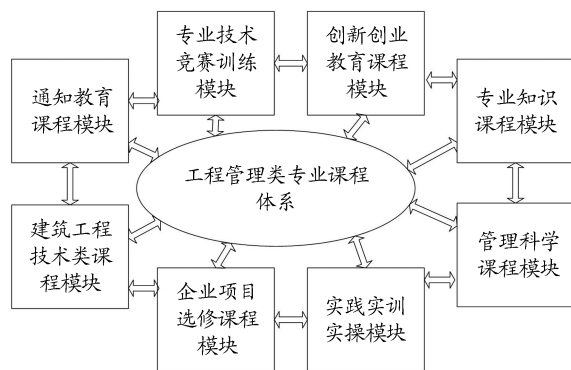 专业技术
竞赛训练
模块
创新创业
教育课程
模块
通知教育
课程模块
专业知识
课程模块
工程管理类专业课程
体系
建筑工程
技术类课
程模块
管理科学
课程模块
企业项目
选修课程
模块
实践实训
实操模块